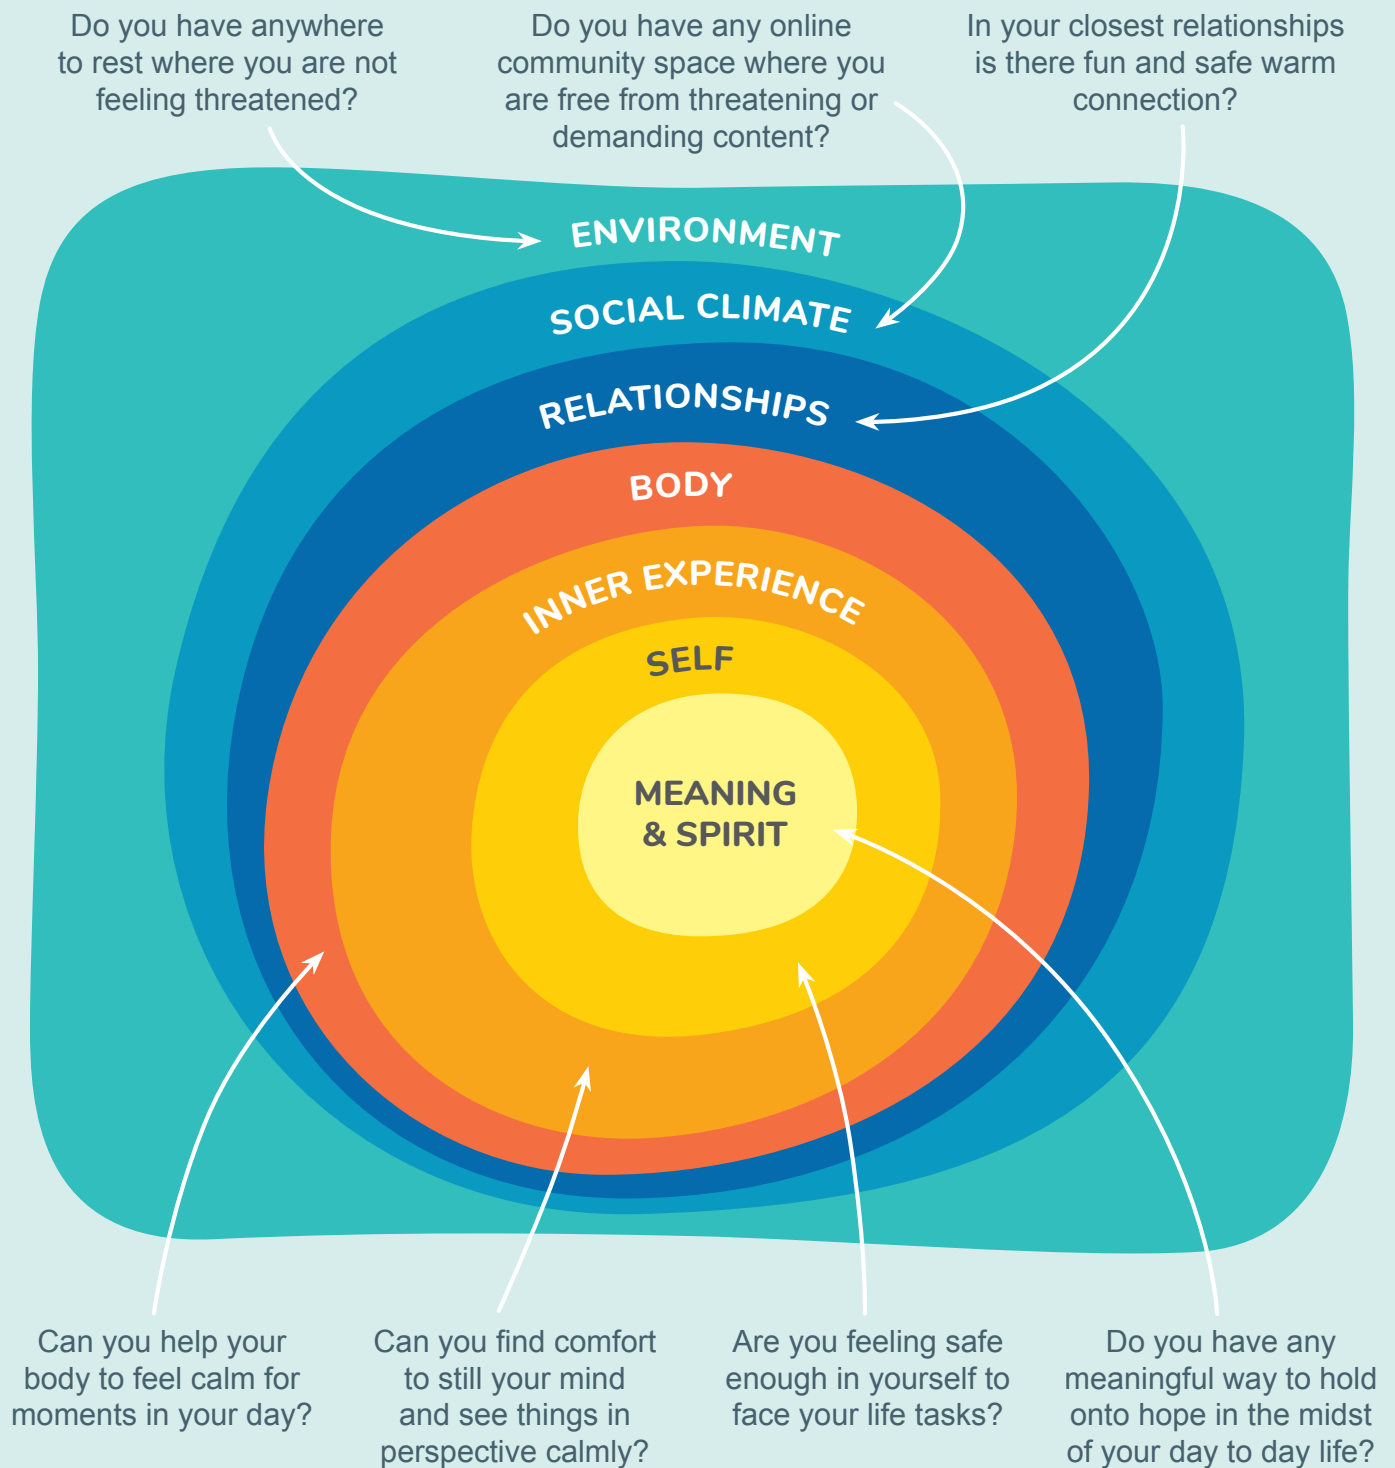 Do you have anywhere
to rest where you are not
feeling threatened?
Do you have any online
community space where you
are free from threatening or
demanding content?
In your closest relationships
is there fun and safe warm
connection?
ENVIRONMENT
SOCIAL CLIMATE
RELATIONSHIPS
BODY
INNER EXPERIENCE
SELF
MEANING
& SPIRIT
Can you help your
body to feel calm for
moments in your day?
Can you find comfort
to still your mind
and see things in
perspective calmly?
Are you feeling safe
enough in yourself to
face your life tasks?
Do you have any
meaningful way to hold
onto hope in the midst
of your day to day life?